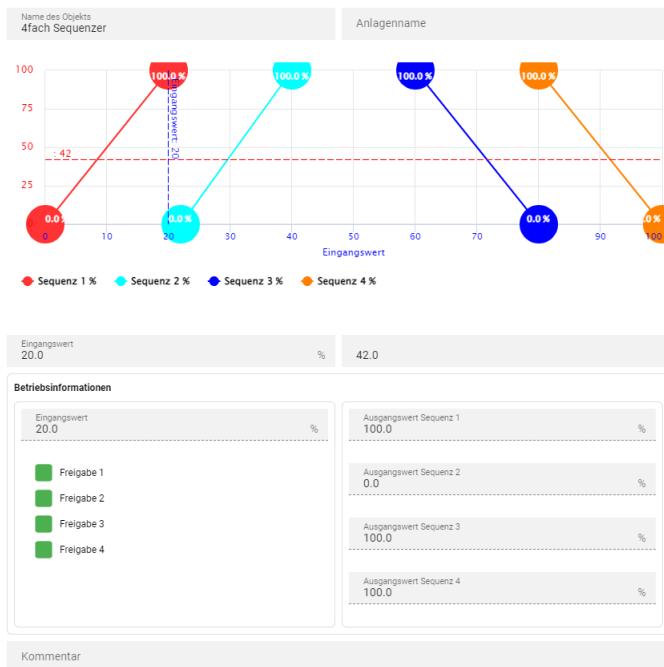 Name des Objekts
4fach Sequenzer
Anlagenname
100
75
50
25
0
100.0 %
100.0 %
100.0 %
100.0 %
Eingangswert: 20
: 42
0.0 %
0.0 %
0.0 %
.0 %
0 10 20 30 40 50 60 70 80 90 100
Eingangswert
Sequenz 1 % Sequenz 2 % Sequenz 3 % Sequenz 4 %
Eingangswert
20.0 %
42.0
Betriebsinformationen
Eingangswert
20.0 %
Freigabe 1
Freigabe 2
Freigabe 3
Freigabe 4
Ausgangswert Sequenz 1
100.0 %
Ausgangswert Sequenz 2
0.0 %
Ausgangswert Sequenz 3
100.0 %
Ausgangswert Sequenz 4
100.0 %
Kommentar